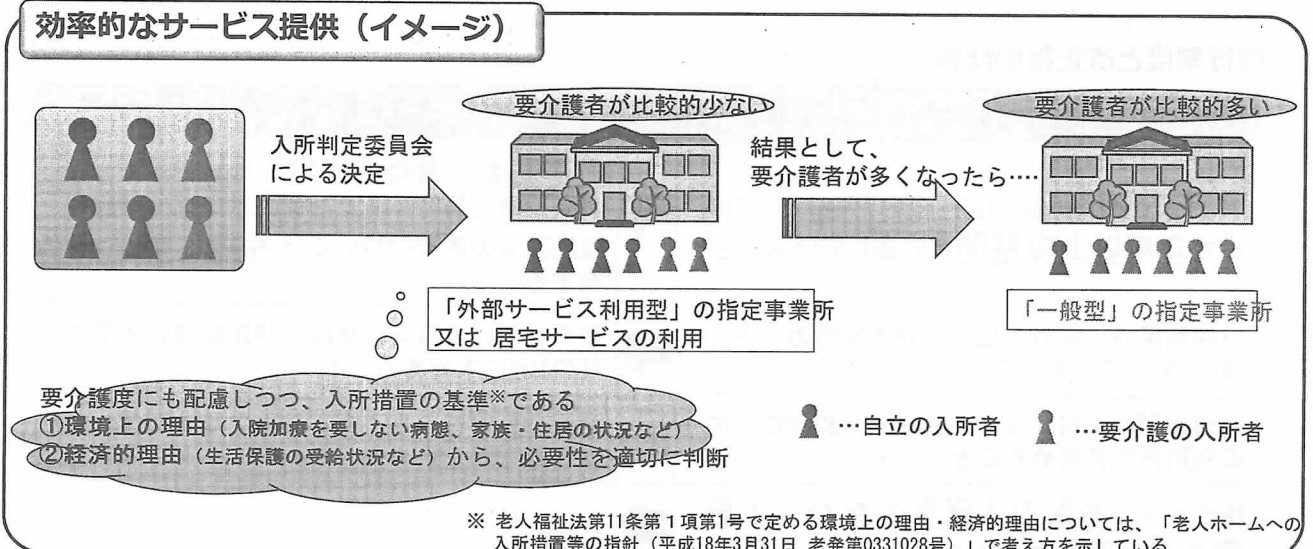 効率的なサービス提供（イメージ）
要介護者が比較的少ない
要介護者が比較的多い
入所判定委員会
による決定
結果として、
要介護者が多くなったら‥‥
「外部サービス利用型」の指定事業所
又は 居宅サービスの利用
「一般型」の指定事業所
要介護度にも配慮しつつ、入所措置の基準※である
①環境上の理由（入院加療を要しない病態、家族・住居の状況など）
②経済的理由（生活保護の受給状況など）から、必要性を適切に判断
…自立の入所者
…要介護の入所者
※ 老人福祉法第11条第１項第1号で定める環境上の理由・経済的理由については、「老人ホームへの
入所措置等の指針（平成18年3月31日 老発第0331028号）」で考え方を示している